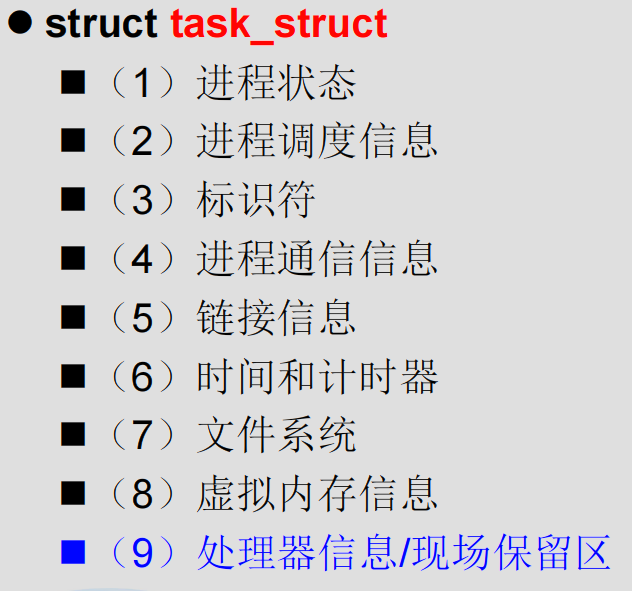 ● struct task_struct
■（1）进程状态
■（2）进程调度信息
■（3）标识符
■（4）进程通信信息
■（5）链接信息
■（6）时间和计时器
■（7）文件系统
■（8）虚拟内存信息
■（9）处理器信息/现场保留区